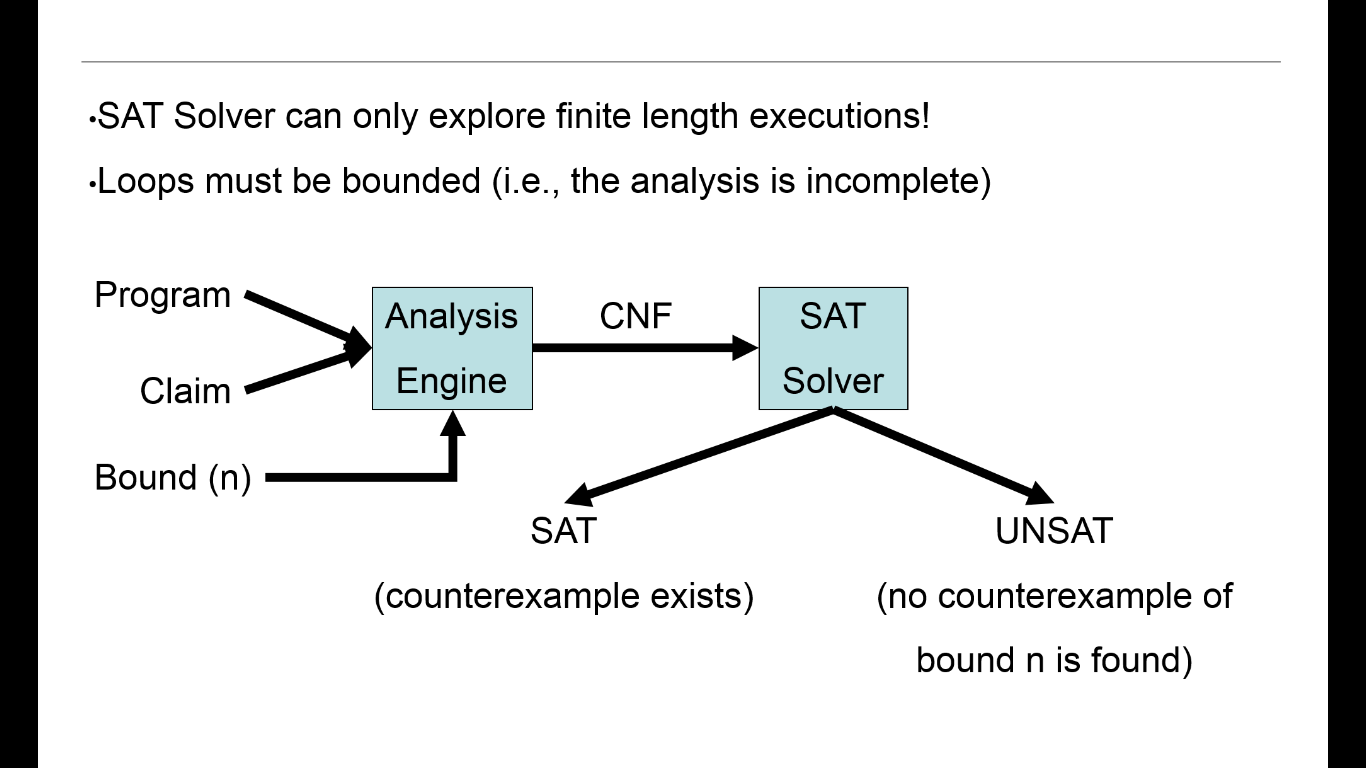 •SAT Solver can only explore finite length executions!
•Loops must be bounded (i.e., the analysis is incomplete)
Program
Claim
Bound (n)
Analysis
Engine
CNF
SAT
Solver
SAT
(counterexample exists)
UNSAT
(no counterexample of
bound n is found)